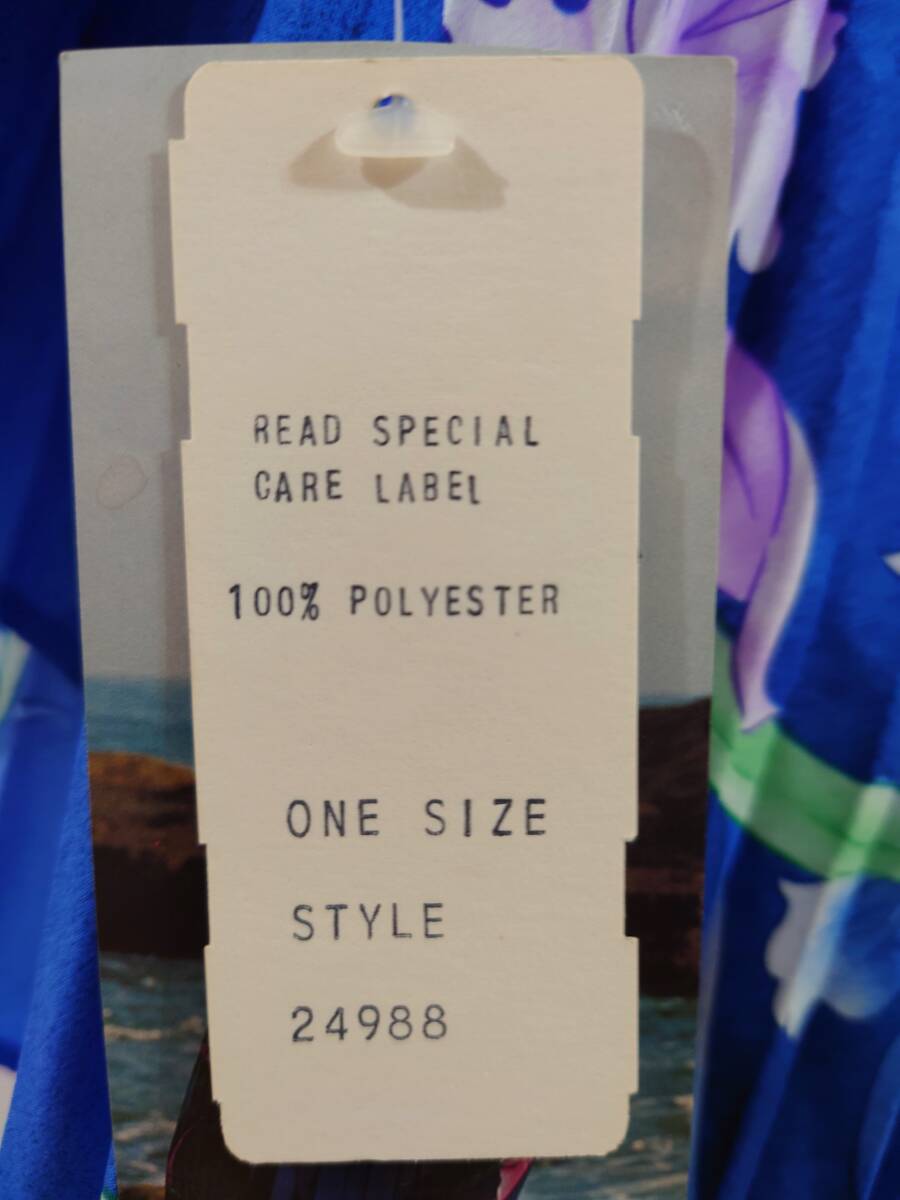 READ SPECIAL
CARE LABEL
100% POLYESTER
ONE SIZE
STYLE
24988